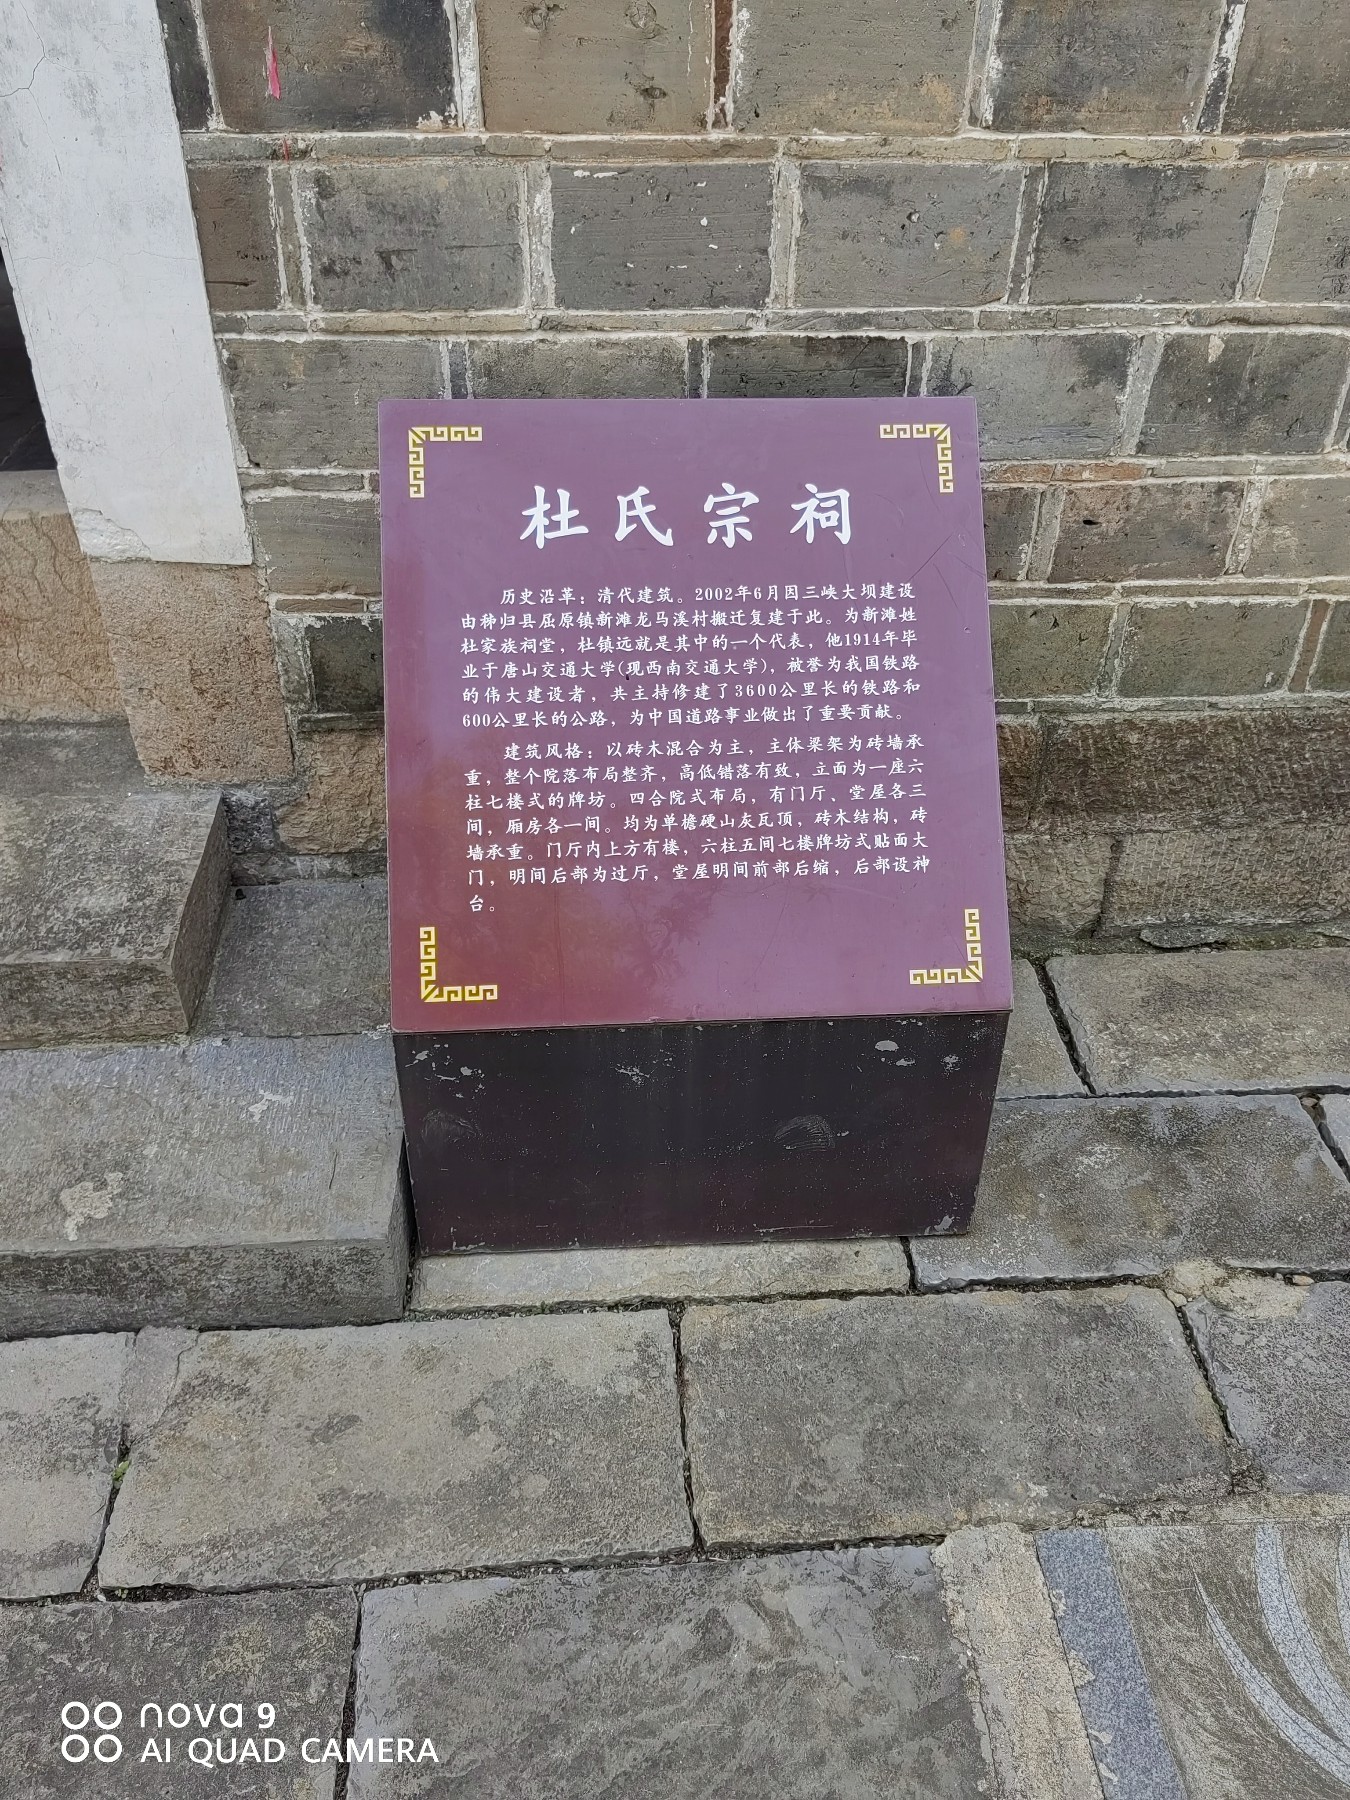 杜氏宗祠
历史沿革：清代建筑。2002年6月因三峡大坝建设
由秭归县屈原镇新滩龙马溪村搬迁复建于此。为新滩姓
杜家族祠堂，杜镇远就是其中的一个代表，他1914年毕
业于唐山交通大学(现西南交通大学)，被誉为我国铁路
的伟大建设者，共主持修建了3600公里长的铁路和
600公里长的公路，为中国道路事业做出了重要贡献。
建筑风格：以砖木混合为主，主体梁架为砖墙承
重，整个院落布局整齐，高低错落有致，立面为一座六
柱七楼式的牌坊。四合院式布局，有门厅、堂屋各三
间，厢房各一间。均为单檐硬山灰瓦顶，砖木结构，砖
墙承重。门厅内上方有楼，六柱五间七楼牌坊式贴面大
门，明间后部为过厅，堂屋明间前部后缩，后部设神
台。
nova 9
AI QUAD CAMERA